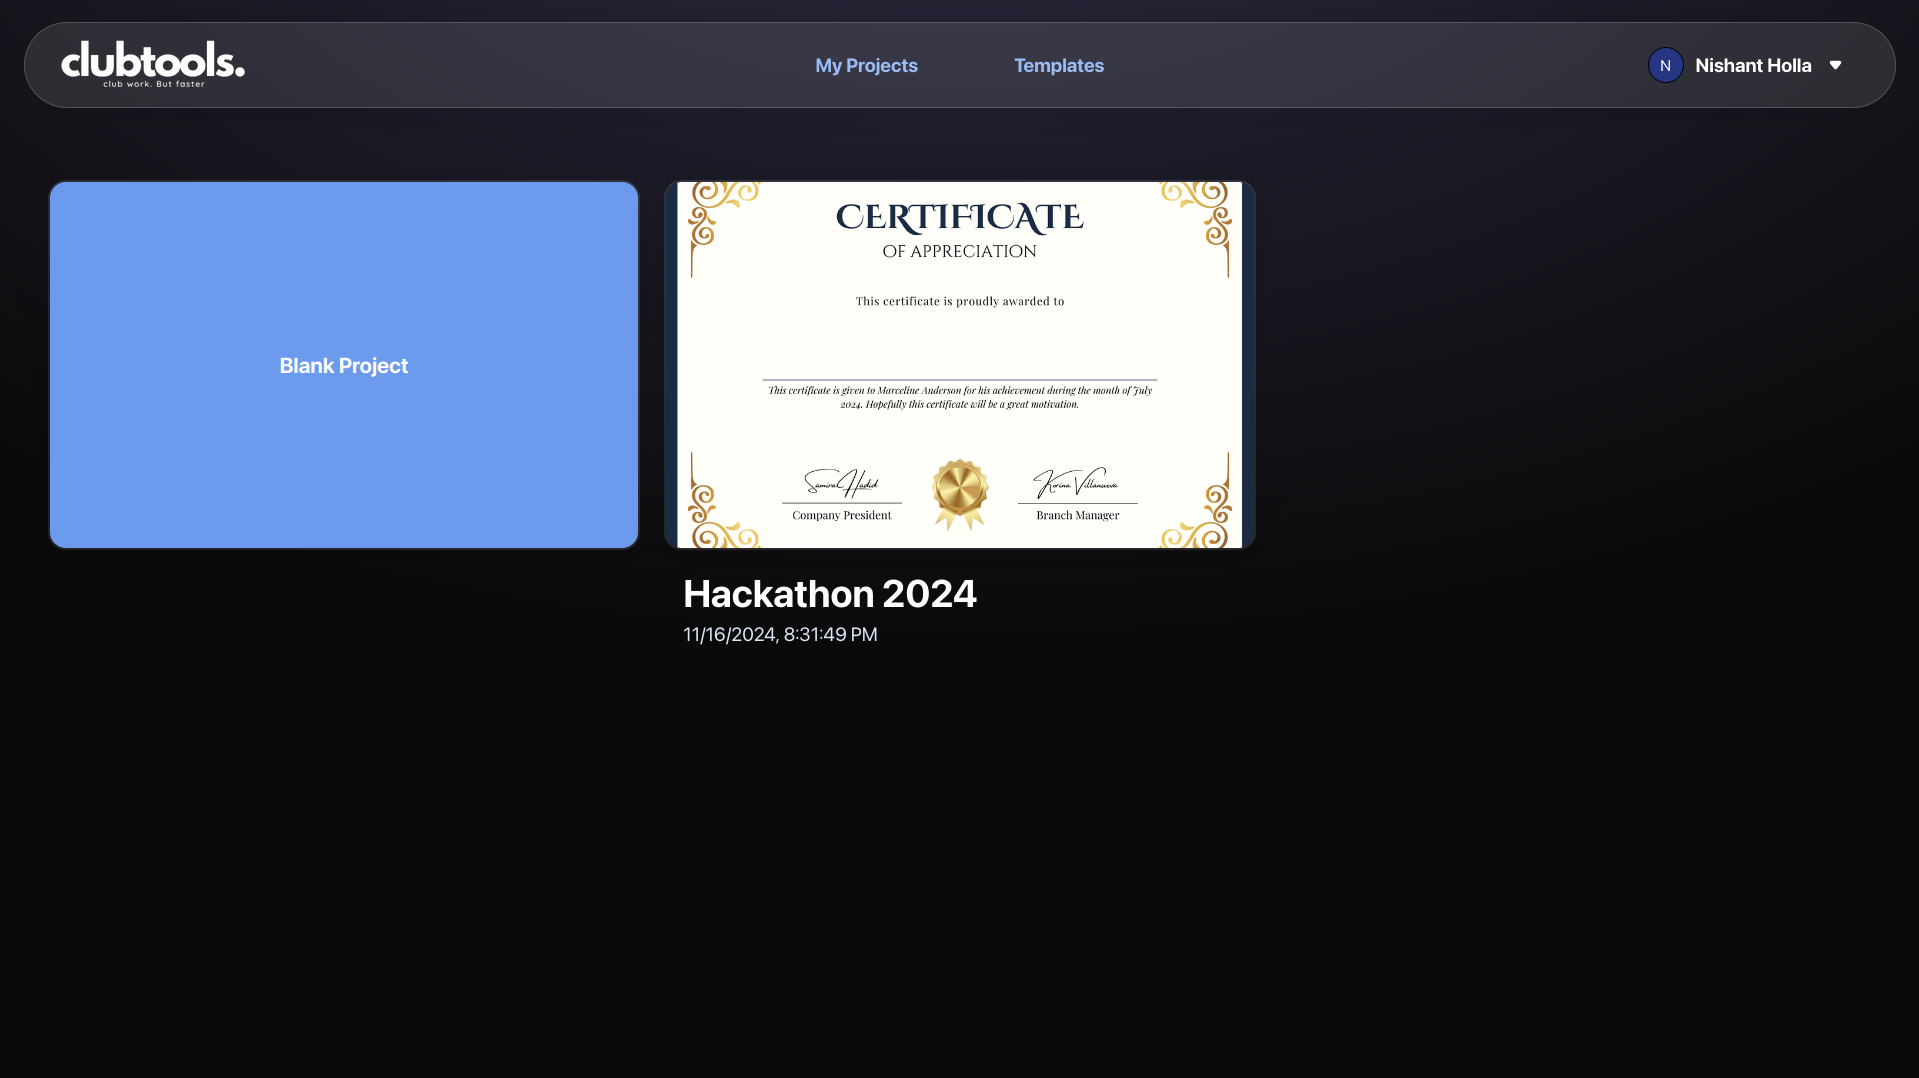 clubtools.
club work. But faster
My Projects
Templates
N
Nishant Holla
Blank Project
CERTIFICATE
OF APPRECIATION
This certificate is proudly awarded to
This certificate is given to Marceline Anderson for his achievement during the month of July
2024. Hopefully this certificate will be a great motivation.
Samira Hadid
Korina Villanueva
Company President
Branch Manager
Hackathon 2024
11/16/2024, 8:31:49 PM